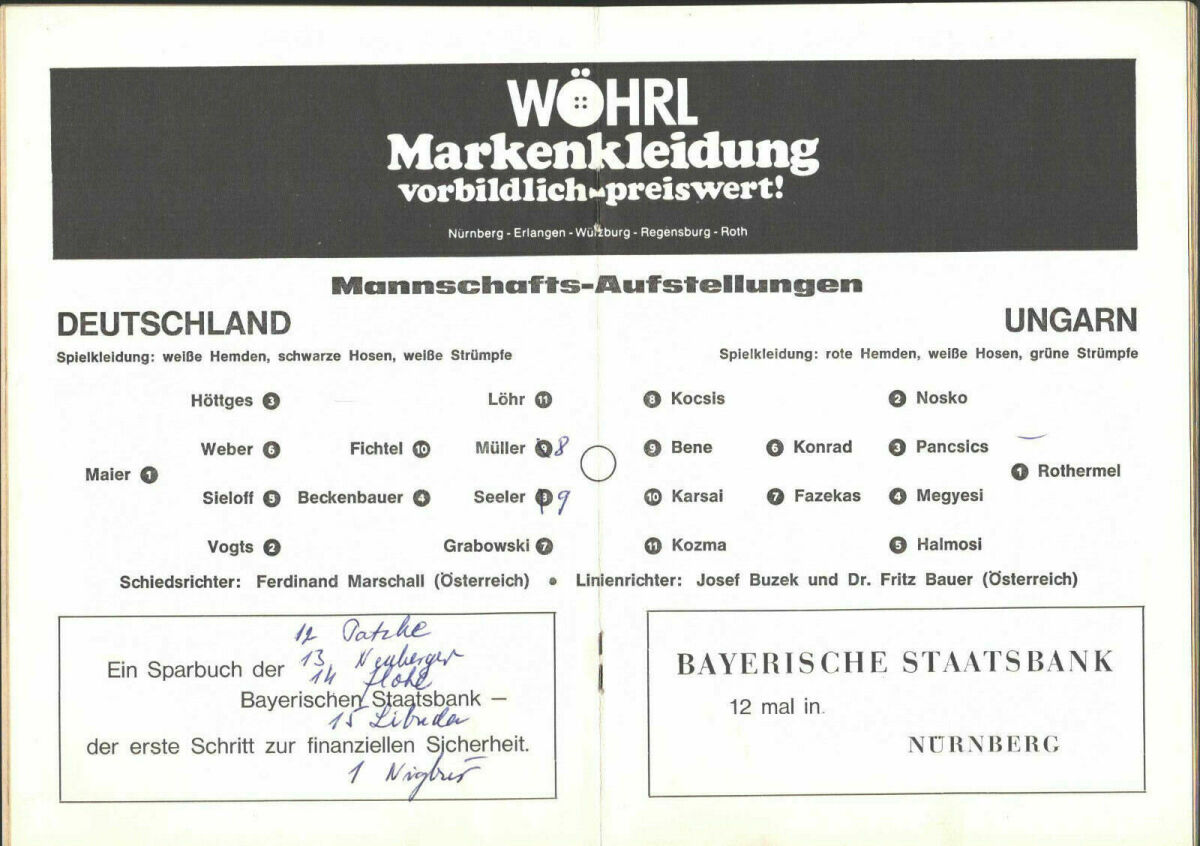 WÖHRL
Markenkleidung
vorbildlich-preiswert!
Nürnberg - Erlangen - Würzburg - Regensburg - Roth
Mannschafts-Aufstellungen
DEUTSCHLAND
Spielkleidung: weiße Hemden, schwarze Hosen, weiße Strümpfe
Höttges 3 Löhr 11
Weber 6 Fichtel 10 Müller 9 8
Maier 1
Sieloff 5 Beckenbauer 4 Seeler 8 9
Vogts 2 Grabowski 7
UNGARN
Spielkleidung: rote Hemden, weiße Hosen, grüne Strümpfe
8 Kocsis 2 Nosko
9 Bene 6 Konrad 3 Pancsics
1 Rothermel
10 Karsai 7 Fazekas 4 Megyesi
11 Kozma 5 Halmosi
Schiedsrichter: Ferdinand Marschall (Österreich) • Linienrichter: Josef Buzek und Dr. Fritz Bauer (Österreich)
12 Patzke
Ein Sparbuch der
13 Neuberger
14 Flohe
Bayerischen Staatsbank —
15 Libuda
der erste Schritt zur finanziellen Sicherheit.
1 Nigbur
BAYERISCHE STAATSBANK
12 mal in
NÜRNBERG